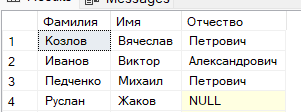 Messages
Фамилия Имя Отчество
1 Козлов Вячеслав Петрович
2 Иванов Виктор Александрович
3 Педченко Михаил Петрович
4 Руслан Жаков NULL